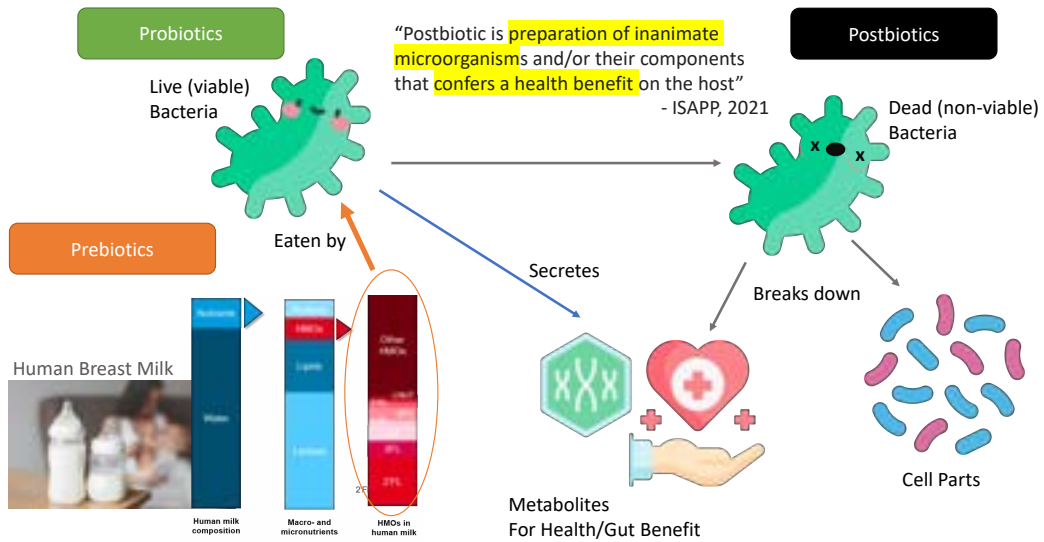 Probiotics
“Postbiotic is preparation of inanimate
microorganisms and/or their components
that confers a health benefit on the host”
- ISAPP, 2021
Postbiotics
Live (viable)
Bacteria
Dead (non-viable)
Bacteria
x
x
Prebiotics
Eaten by
Secretes
Breaks down
Human Breast Milk
Nutrients
Water
HMOs
Lipids
Lactose
Other
HMOs
2'FL
Human milk
composition
Macro- and
micronutrients
HMOs in
human milk
Metabolites
For Health/Gut Benefit
Cell Parts